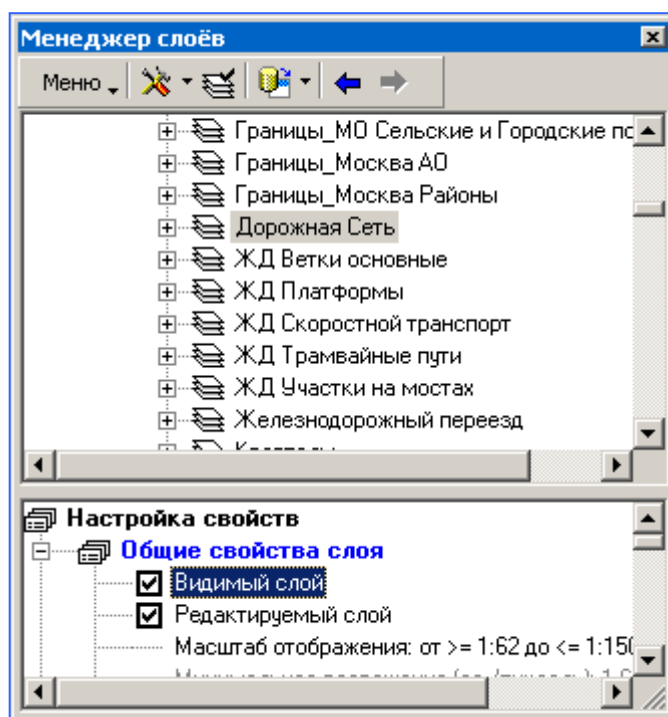 Менеджер слоёв
Меню
Границы_МО Сельские и Городские по
Границы_Москва АО
Границы_Москва Районы
Дорожная Сеть
ЖД Ветки основные
ЖД Платформы
ЖД Скоростной транспорт
ЖД Трамвайные пути
ЖД Участки на мостах
Железнодорожный переезд
Настройка свойств
Общие свойства слоя
Видимый слой
Редактируемый слой
Масштаб отображения: от >= 1:62 до <= 1:150